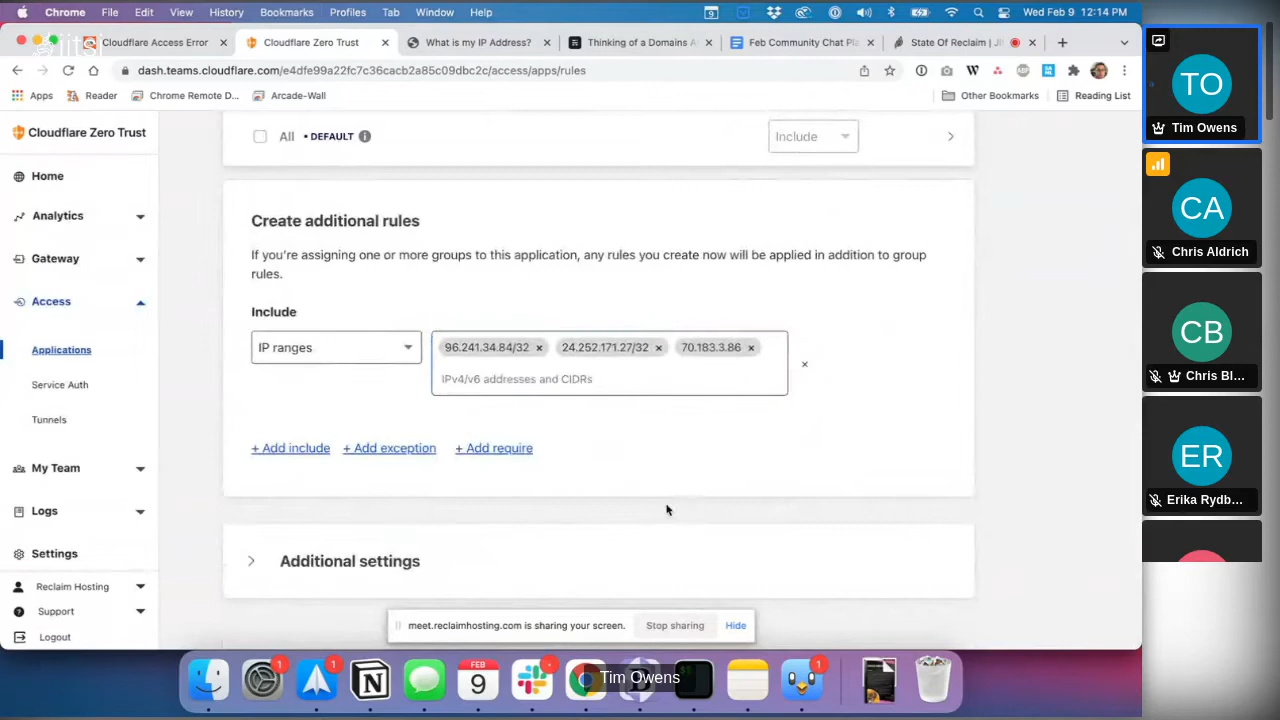 Chrome File Edit View History Bookmarks Profiles Tab Window Help 9 Wed Feb 9 12:14 PM
jitsi
Cloudflare Access Error × Cloudflare Zero Trust × What is my IP Address? × Thinking of a Domains A × Feb Community Chat Pla × State Of Reclaim | Ji × +
dash.teams.cloudflare.com/e4dfe99a22fc7c36cacb2a85c09dbc2c/access/apps/rules
Apps Reader Chrome Remote D... Arcade-Wall Other Bookmarks Reading List
Cloudflare Zero Trust
Home
Analytics
Gateway
Access
Applications
Service Auth
Tunnels
My Team
Logs
Settings
Reclaim Hosting
Support
Logout
All • DEFAULT Include
Create additional rules
If you're assigning one or more groups to this application, any rules you create now will be applied in addition to group
rules.
Include
IP ranges 96.241.34.84/32 × 24.252.171.27/32 × 70.183.3.86 ×
IPv4/v6 addresses and CIDRs
+ Add include + Add exception + Add require
Additional settings
meet.reclaimhosting.com is sharing your screen. Stop sharing Hide
1 1 FEB 9 1
Tim Owens
TO
Tim Owens
CA
Chris Aldrich
CB
Chris Bl...
ER
Erika Rydb...